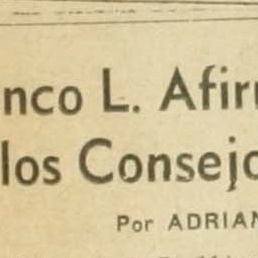 nco L. Afir
los Consejo
Por ADRIAN